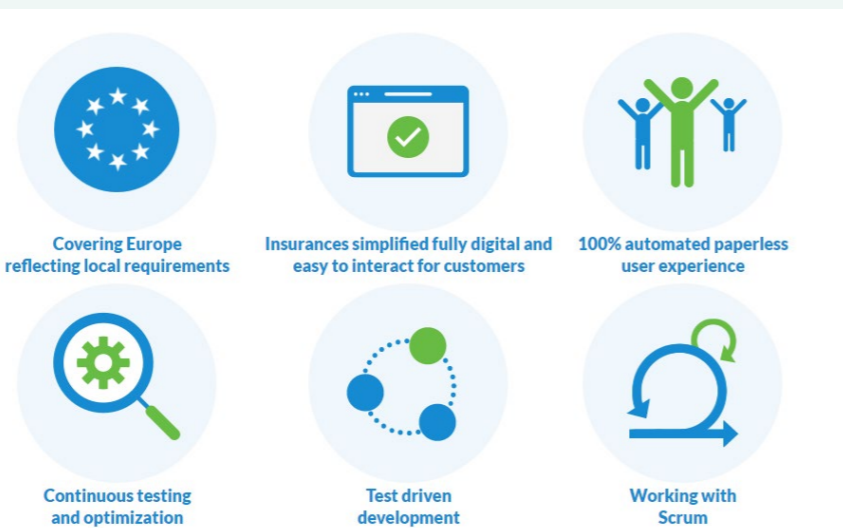 Covering Europe
reflecting local requirements
Insurances simplified fully digital and
easy to interact for customers
100% automated paperless
user experience
Continuous testing
and optimization
Test driven
development
Working with
Scrum